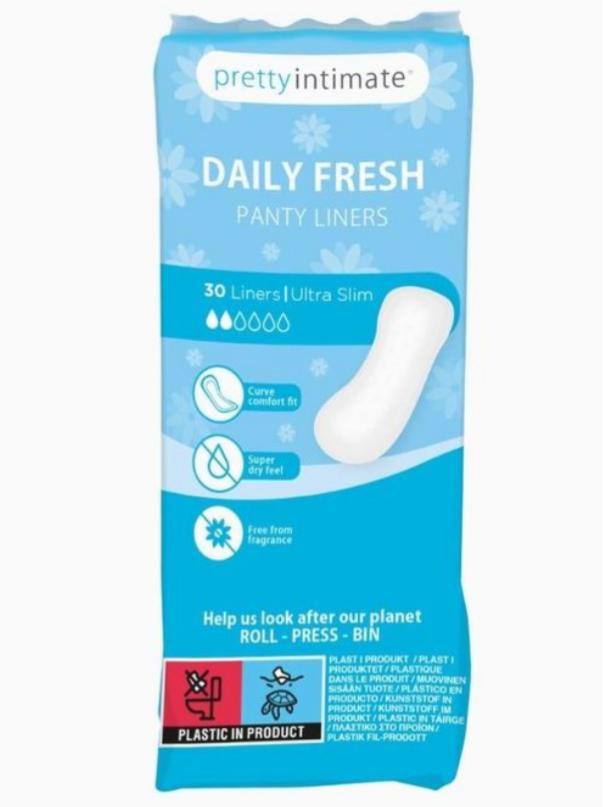 prettyintimate®
DAILY FRESH
PANTY LINERS
30 Liners | Ultra Slim
Curve
comfort fit
Super
dry feel
Free from
fragrance
Help us look after our planet
ROLL - PRESS - BIN
PLASTIC IN PRODUCT
PLAST I PRODUKT / PLAST I
PRODUKTET / PLASTIQUE
DANS LE PRODUIT / MUOVINEN
SISÄÄN TUOTE / PLÁSTICO EN
PRODUCTO / KUNSTSTOF IN
PRODUCT / KUNSTSTOFF IM
PRODUKT / PLASTIC IN TÁIRGE
/ ΠΛΑΣΤΙΚΟ ΣΤΟ ΠΡΟΪΟΝ /
PLASTIK FIL-PRODOTT